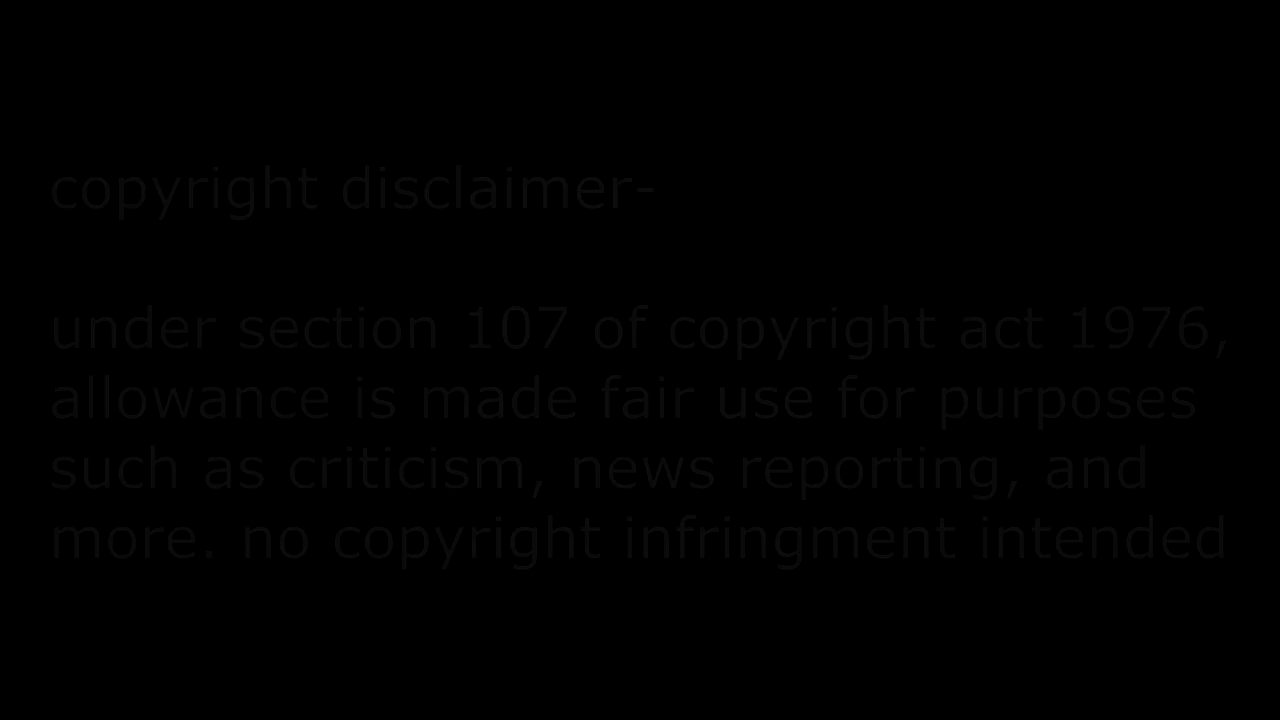 copyright disclaimer-
under section 107 of copyright act 1976,
allowance is made fair use for purposes
such as criticism, news reporting, and
more. no copyright infringment intended